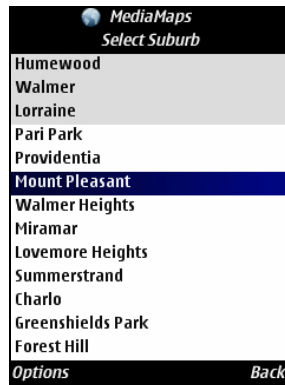 MediaMaps
Select Suburb
Humewood
Walmer
Lorraine
Pari Park
Providentia
Mount Pleasant
Walmer Heights
Miramar
Lovemore Heights
Summerstrand
Charlo
Greenshields Park
Forest Hill
Options Back